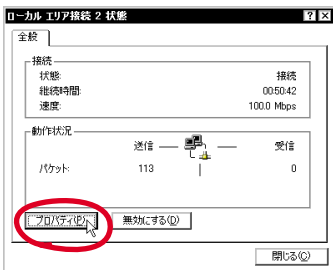 ローカル エリア接続 2 状態
全般
接続
状態: 接続
継続時間: 00:50:42
速度: 100.0 Mbps
動作状況
送信 受信
パケット: 113 0
プロパティ(P) 無効にする(D)
閉じる(C)